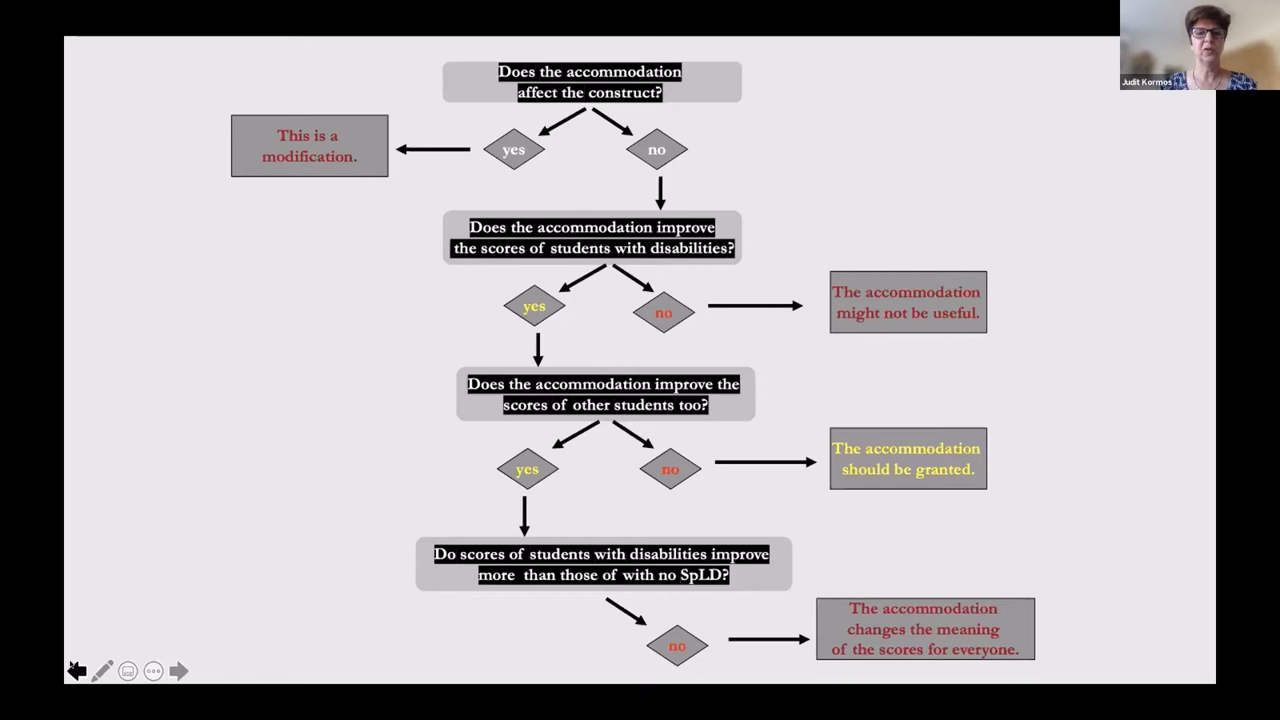 Judit Kormos
Does the accommodation
affect the construct?
This is a
modification.
yes
no
Does the accommodation improve
the scores of students with disabilities?
yes
no
The accommodation
might not be useful.
Does the accommodation improve the
scores of other students too?
yes
no
The accommodation
should be granted.
Do scores of students with disabilities improve
more than those of with no SpLD?
no
The accommodation
changes the meaning
of the scores for everyone.